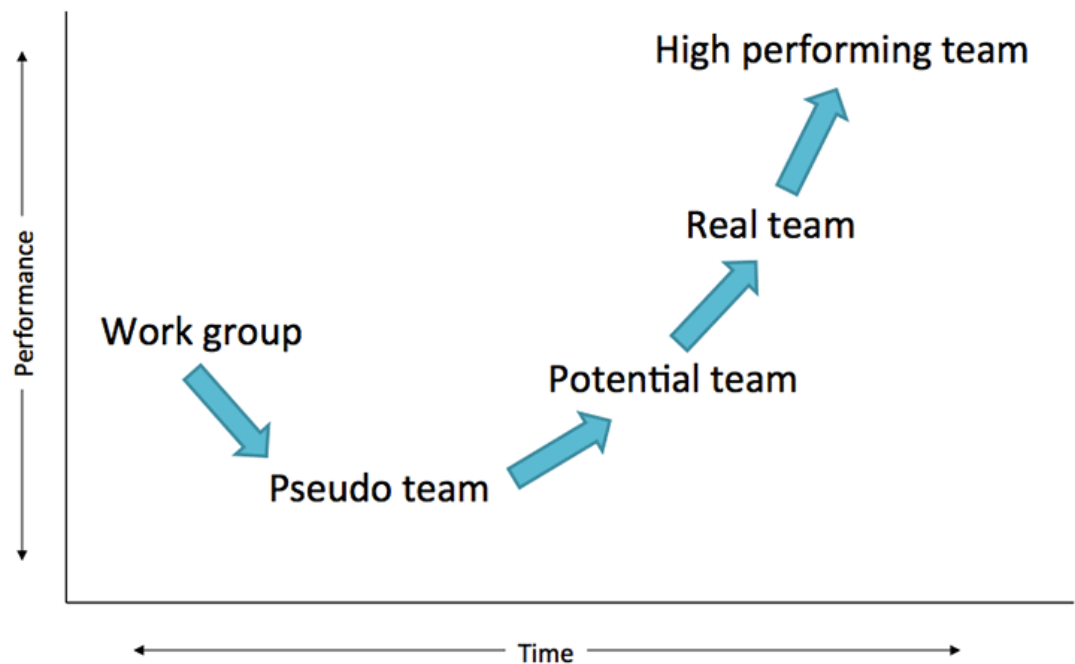 High performing team
Real team
Work group
Potential team
Pseudo team
Performance
Time